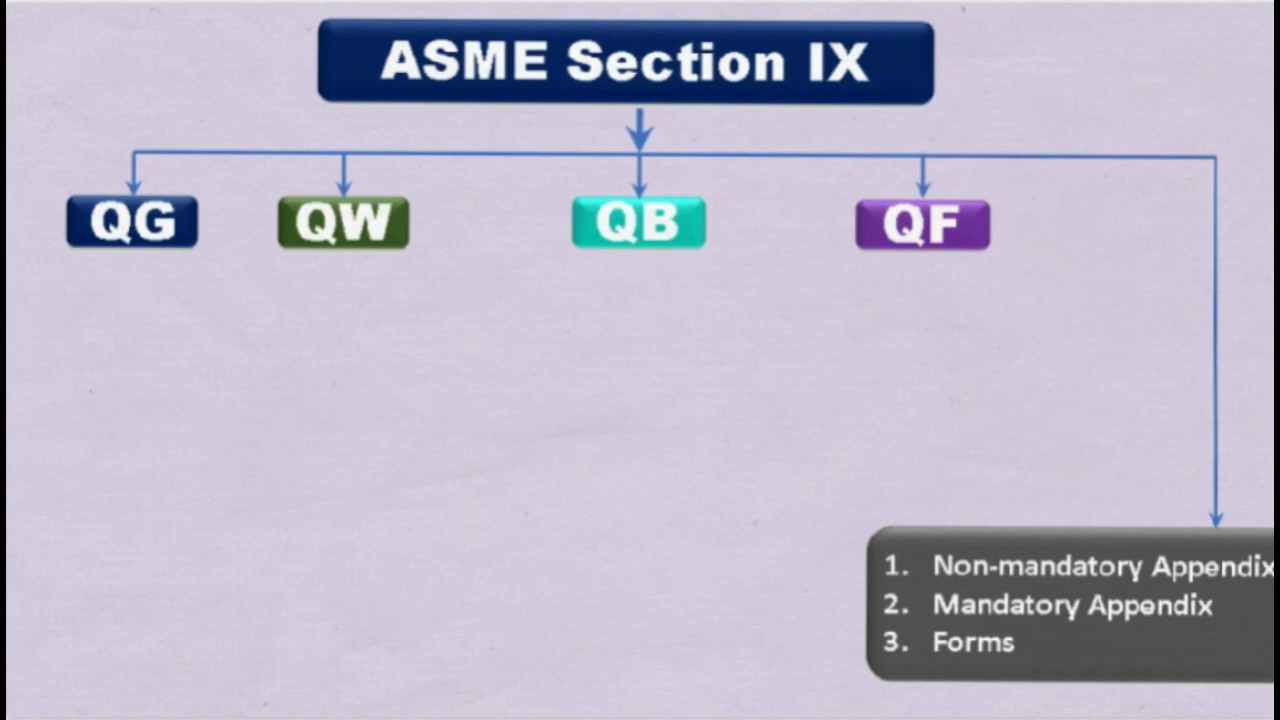 ASME Section IX
QG
QW
QB
QF
1. Non-mandatory Appendix
2. Mandatory Appendix
3. Forms